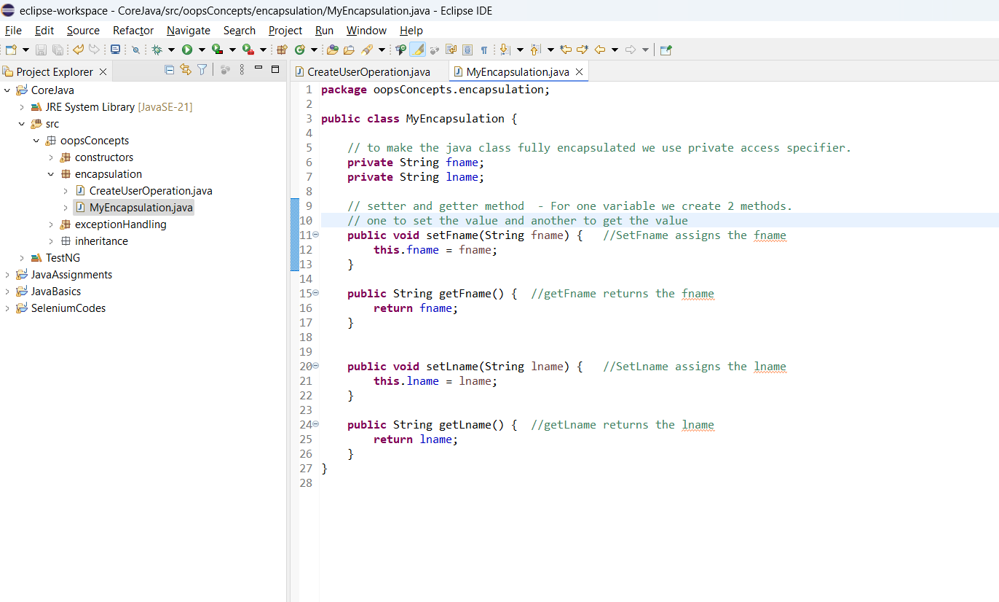 eclipse-workspace - CoreJava/src/oopsConcepts/encapsulation/MyEncapsulation.java - Eclipse IDE
File Edit Source Refactor Navigate Search Project Run Window Help
Project Explorer
CoreJava
JRE System Library [JavaSE-21]
src
oopsConcepts
constructors
encapsulation
CreateUserOperation.java
MyEncapsulation.java
exceptionHandling
inheritance
TestNG
JavaAssignments
JavaBasics
SeleniumCodes
CreateUserOperation.java MyEncapsulation.java
1 package oopsConcepts.encapsulation;
2
3 public class MyEncapsulation {
4
5     // to make the java class fully encapsulated we use private access specifier.
6     private String fname;
7     private String lname;
8
9     // setter and getter method  - For one variable we create 2 methods.
10     // one to set the value and another to get the value
11     public void setFname(String fname) {   //SetFname assigns the fname
12         this.fname = fname;
13     }
14
15     public String getFname() {  //getFname returns the fname
16         return fname;
17     }
18
19
20     public void setLname(String lname) {   //SetLname assigns the lname
21         this.lname = lname;
22     }
23
24     public String getLname() {  //getLname returns the lname
25         return lname;
26     }
27 }
28